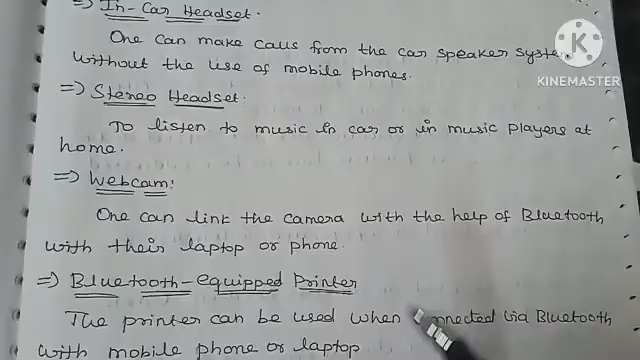 => In-Car Headset.
One can make calls from the car speaker system
without the use of mobile phones.
KINEMASTER
=> Stereo Headset:
To listen to music in car or in music players at
home.
=> Webcam:
One can link the camera with the help of Bluetooth
with their laptop or phone.
=> Bluetooth-equipped Printer
The printer can be used when connected via Bluetooth
with mobile phone or laptop